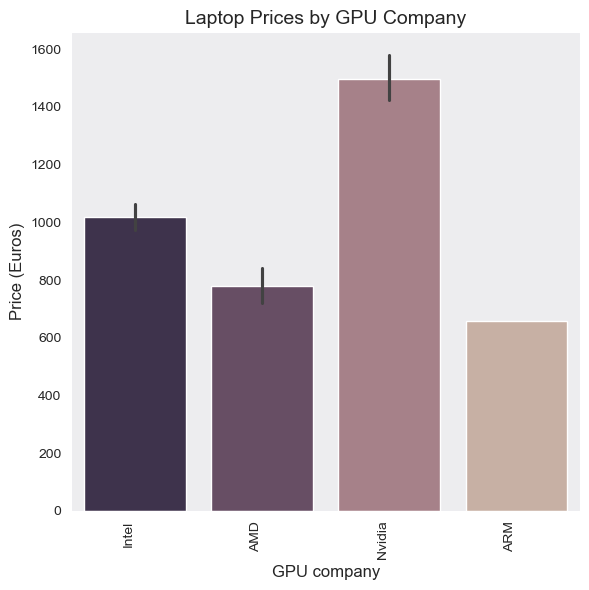 Laptop Prices by GPU Company
Price (Euros)
1600
1400
1200
1000
800
600
400
200
0
Intel
AMD
Nvidia
ARM
GPU company